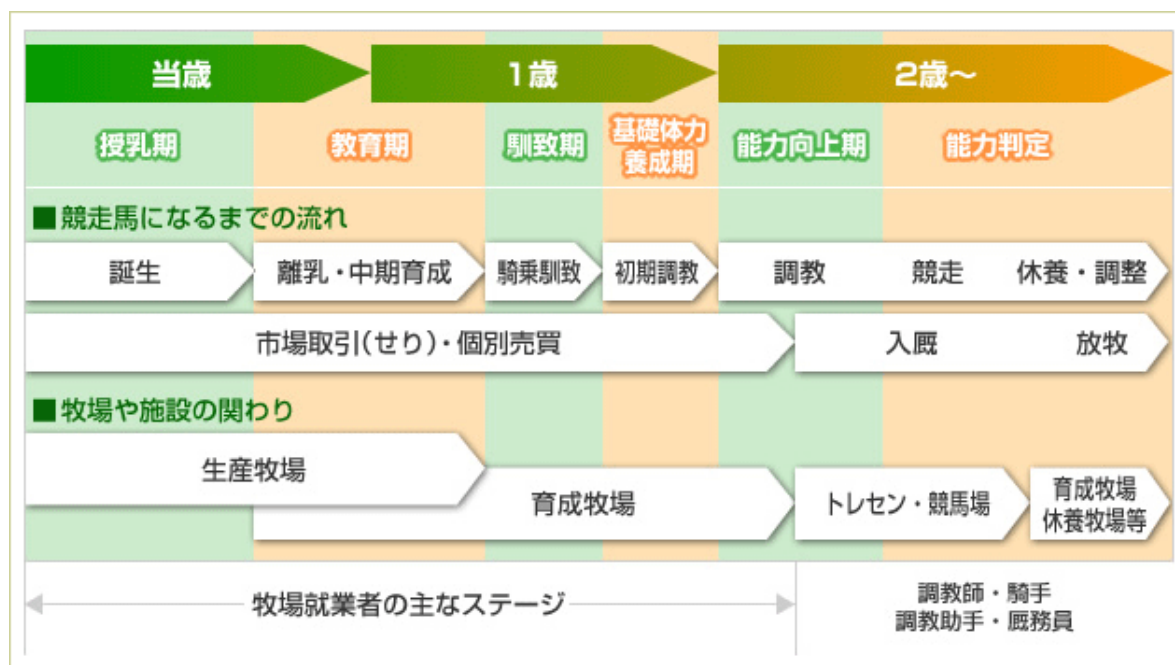 当歳 1歳 2歳～
授乳期 教育期 馴致期 基礎体力 能力向上期 能力判定
養成期
■競走馬になるまでの流れ
誕生 離乳・中期育成 騎乗馴致 初期調教 調教 競走 休養・調整
市場取引(せり)・個別売買 入厩 放牧
■牧場や施設の関わり
生産牧場
育成牧場 トレセン・競馬場 育成牧場
休養牧場等
牧場就業者の主なステージ 調教師・騎手
調教助手・厩務員